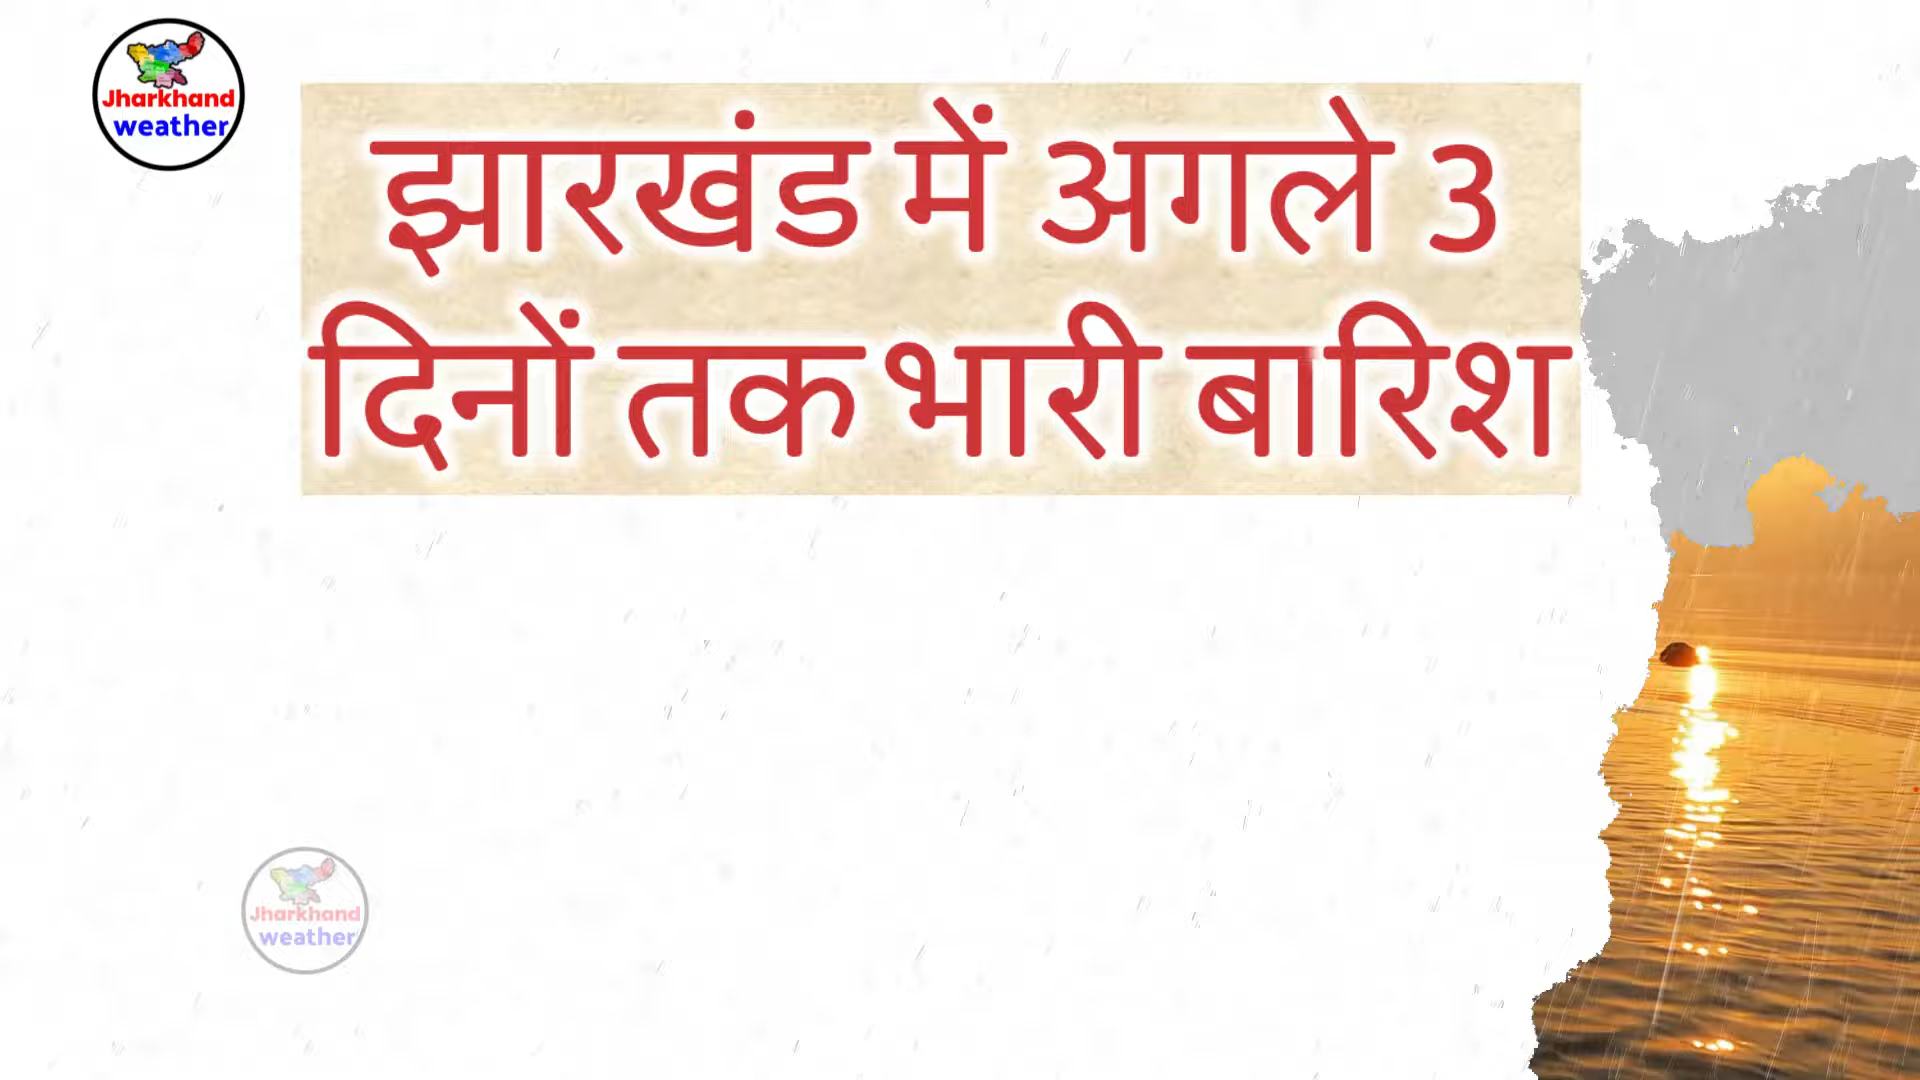 Jharkhand
weather
झारखंड में अगले 3
दिनों तक भारी बारिश
Jharkhand
weather